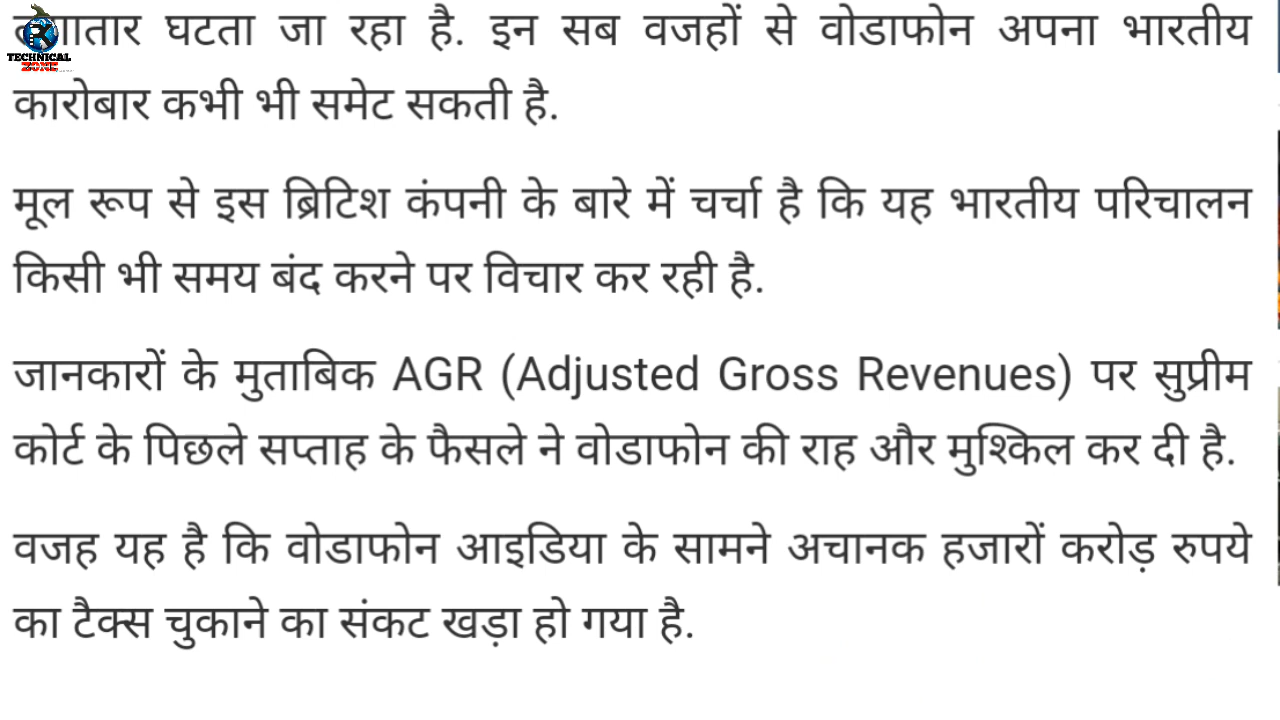 TECHNICAL
ZONE
घटता जा रहा है. इन सब वजहों से वोडाफोन अपना भारतीय
कारोबार कभी भी समेट सकती है.
मूल रूप से इस ब्रिटिश कंपनी के बारे में चर्चा है कि यह भारतीय परिचालन
किसी भी समय बंद करने पर विचार कर रही है.
जानकारों के मुताबिक AGR (Adjusted Gross Revenues) पर सुप्रीम
कोर्ट के पिछले सप्ताह के फैसले ने वोडाफोन की राह और मुश्किल कर दी है.
वजह यह है कि वोडाफोन आइडिया के सामने अचानक हजारों करोड़ रुपये
का टैक्स चुकाने का संकट खड़ा हो गया है.